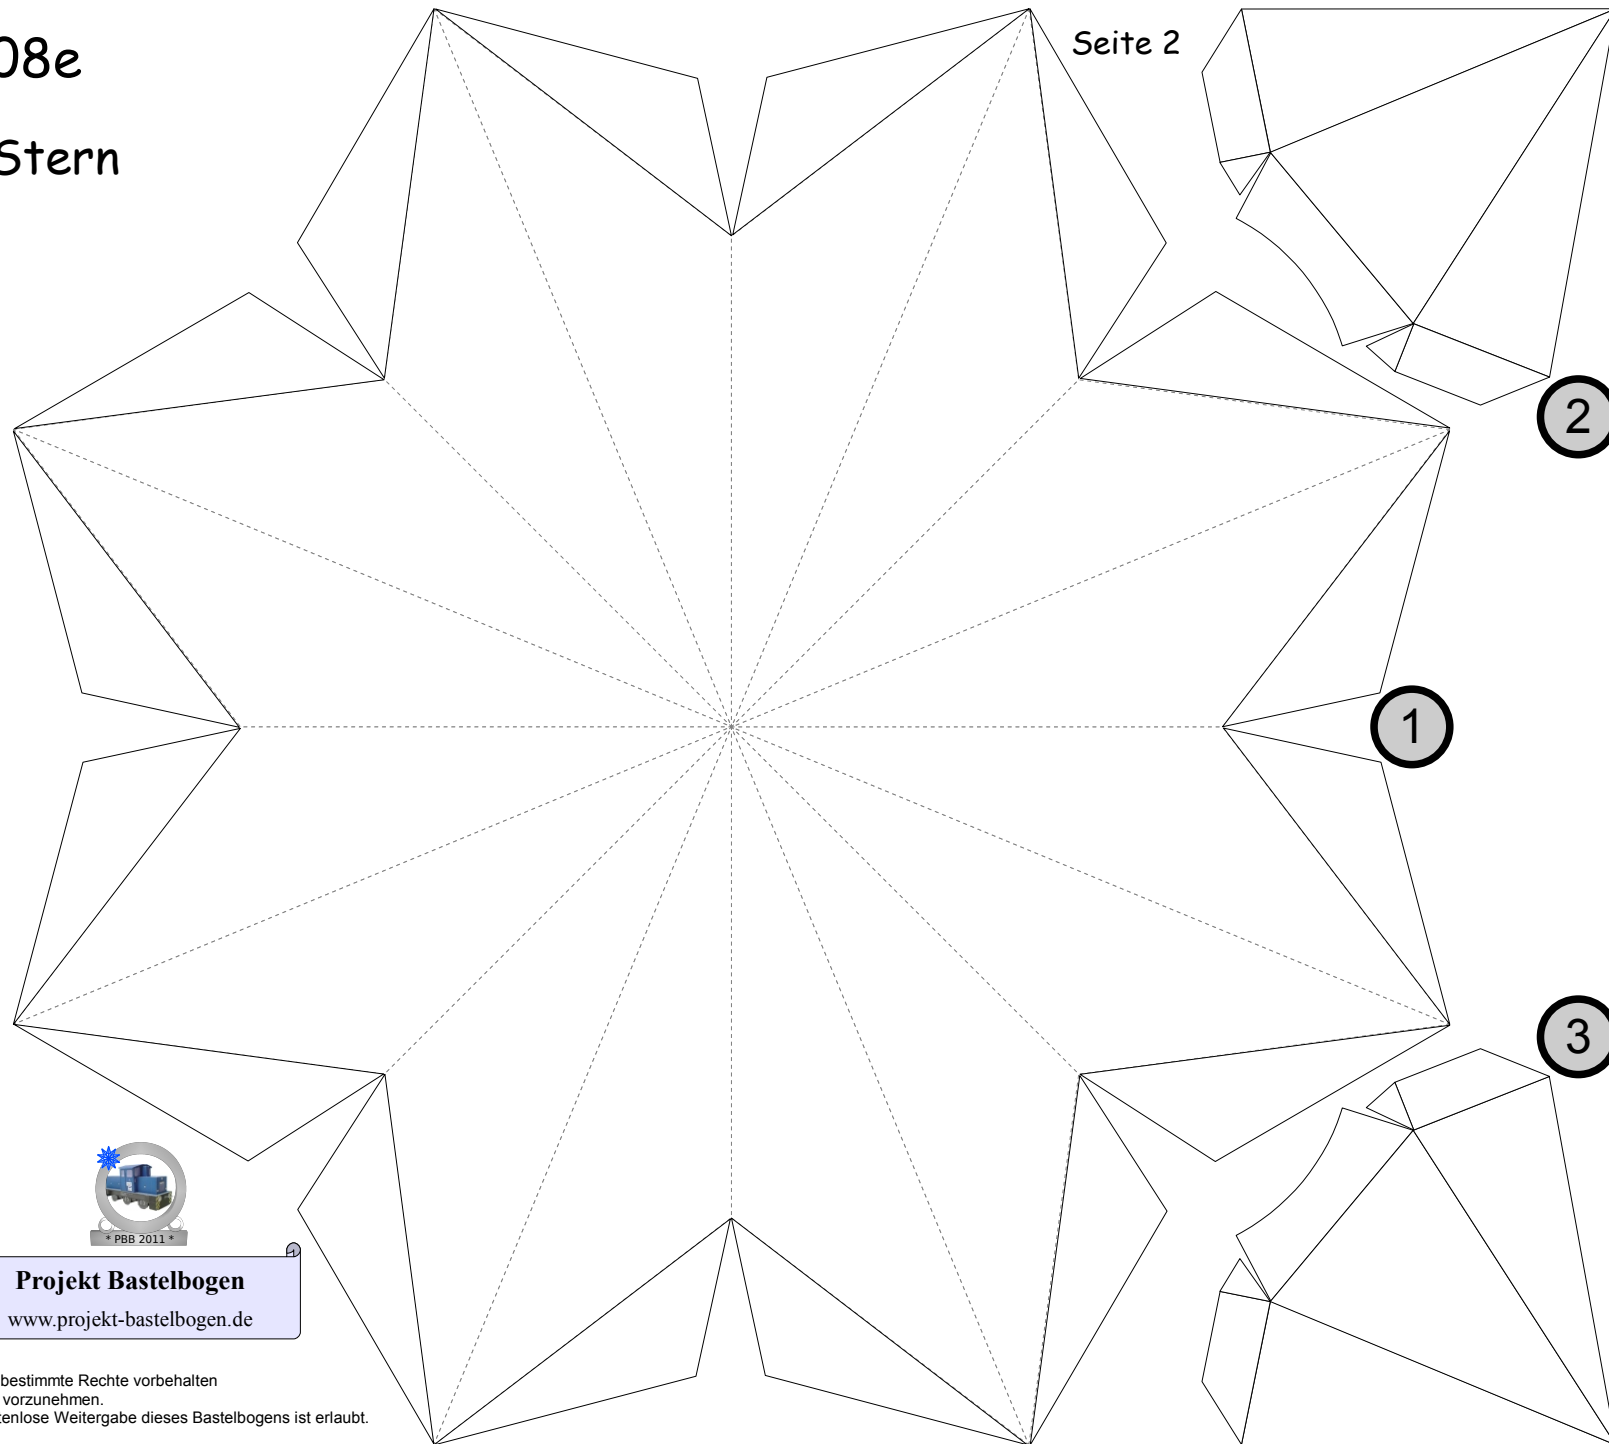 08e
Seite 2
Stern
2
1
3
* PBB 2011 *
Projekt Bastelbogen
www.projekt-bastelbogen.de
bestimmte Rechte vorbehalten
vorzunehmen.
tenlose Weitergabe dieses Bastelbogens ist erlaubt.